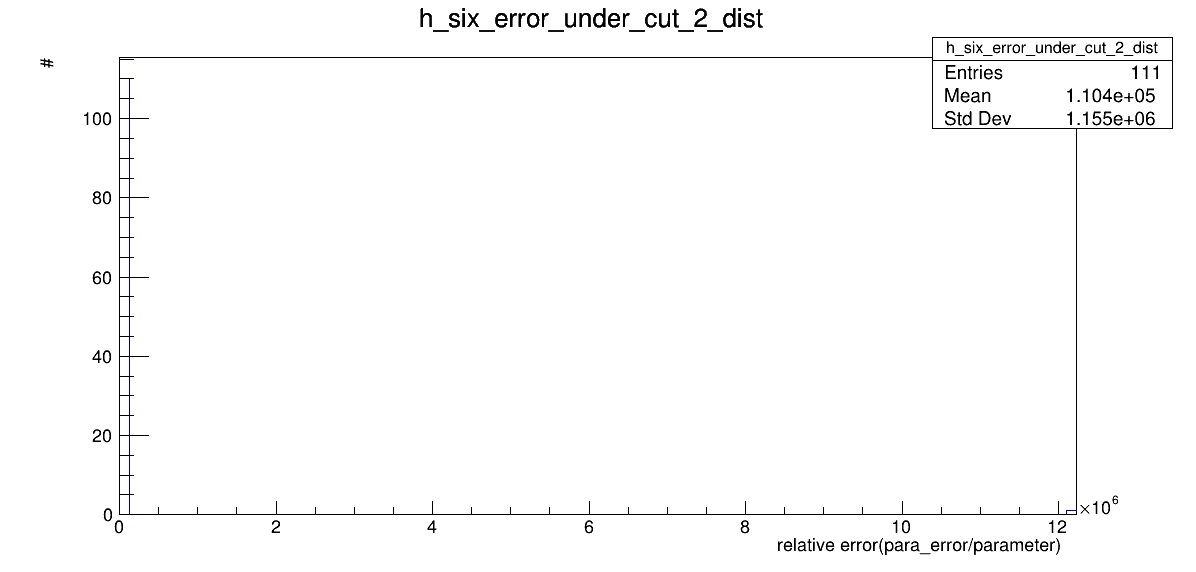 h_six_error_under_cut_2_dist
#
h_six_error_under_cut_2_dist
Entries 111
Mean 1.104e+05
Std Dev 1.155e+06
100
80
60
40
20
0
0 2 4 6 8 10 12 ×10⁶
relative error(para_error/parameter)